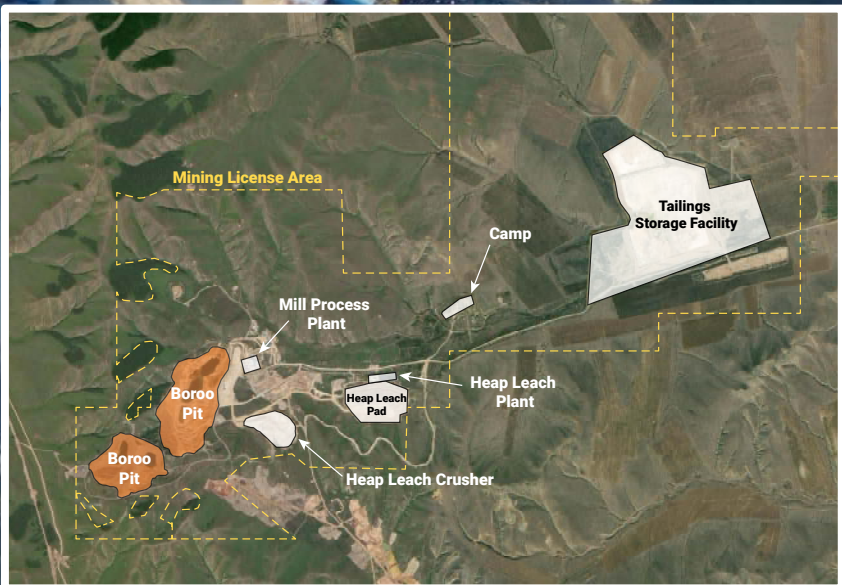 Mining License Area
Tailings
Storage Facility
Camp
Mill Process
Plant
Boroo
Pit
Heap Leach
Plant
Heap Leach
Pad
Boroo
Pit
Heap Leach Crusher